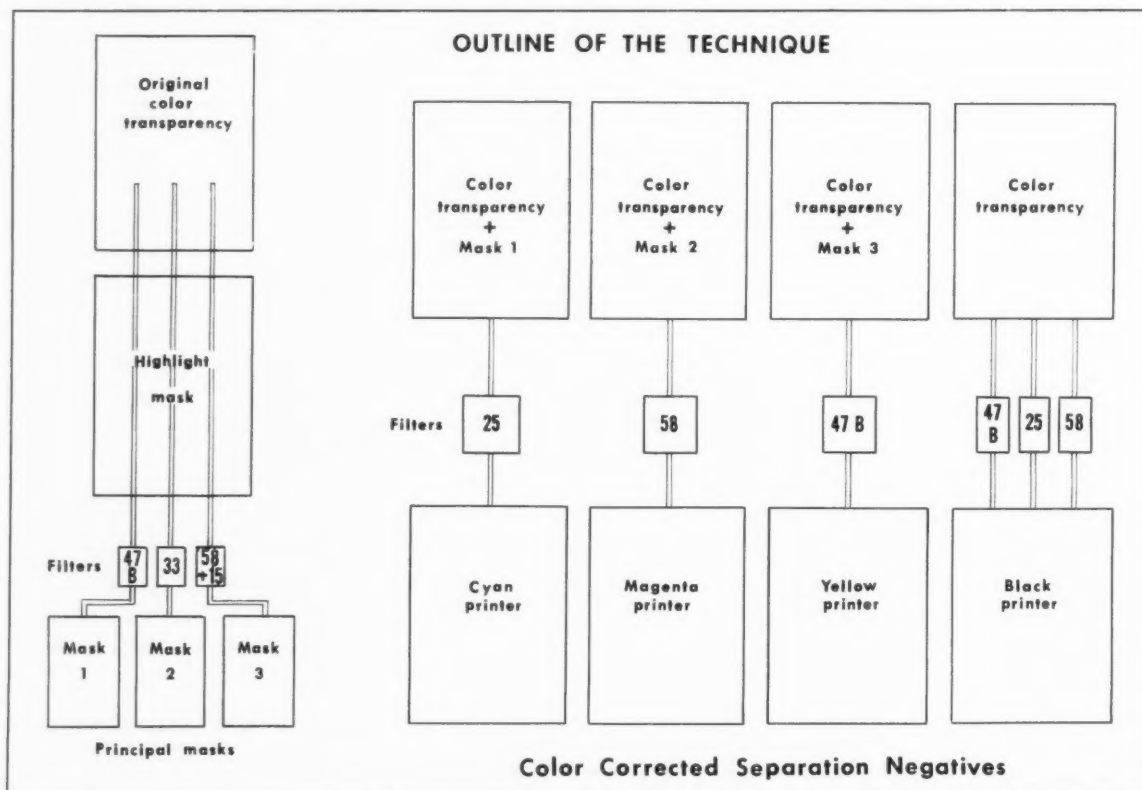 OUTLINE OF THE TECHNIQUE
Original
color
transparency
Highlight
mask
Filters
47
B
33
58
+15
Mask
1
Mask
2
Mask
3
Principal masks
Color
transparency
+
Mask 1
Color
transparency
+
Mask 2
Color
transparency
+
Mask 3
Color
transparency
Filters
25
58
47 B
47
B
25
58
Cyan
printer
Magenta
printer
Yellow
printer
Black
printer
Color Corrected Separation Negatives